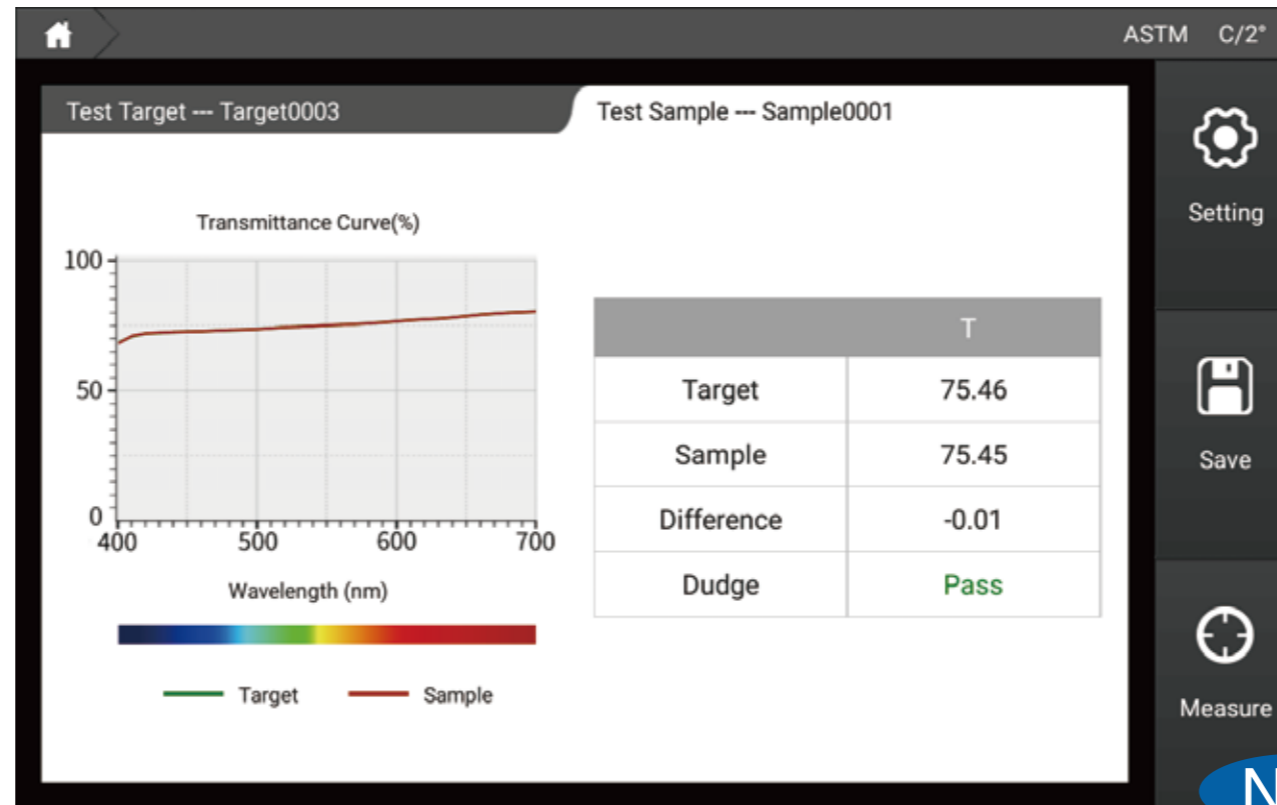 ASTM C/2°
Test Target --- Target0003
Test Sample --- Sample0001
Transmittance Curve(%)
100
50
0
400 500 600 700
Wavelength (nm)
Target Sample
T
Target 75.46
Sample 75.45
Difference -0.01
Dudge Pass
Setting
Save
Measure
N